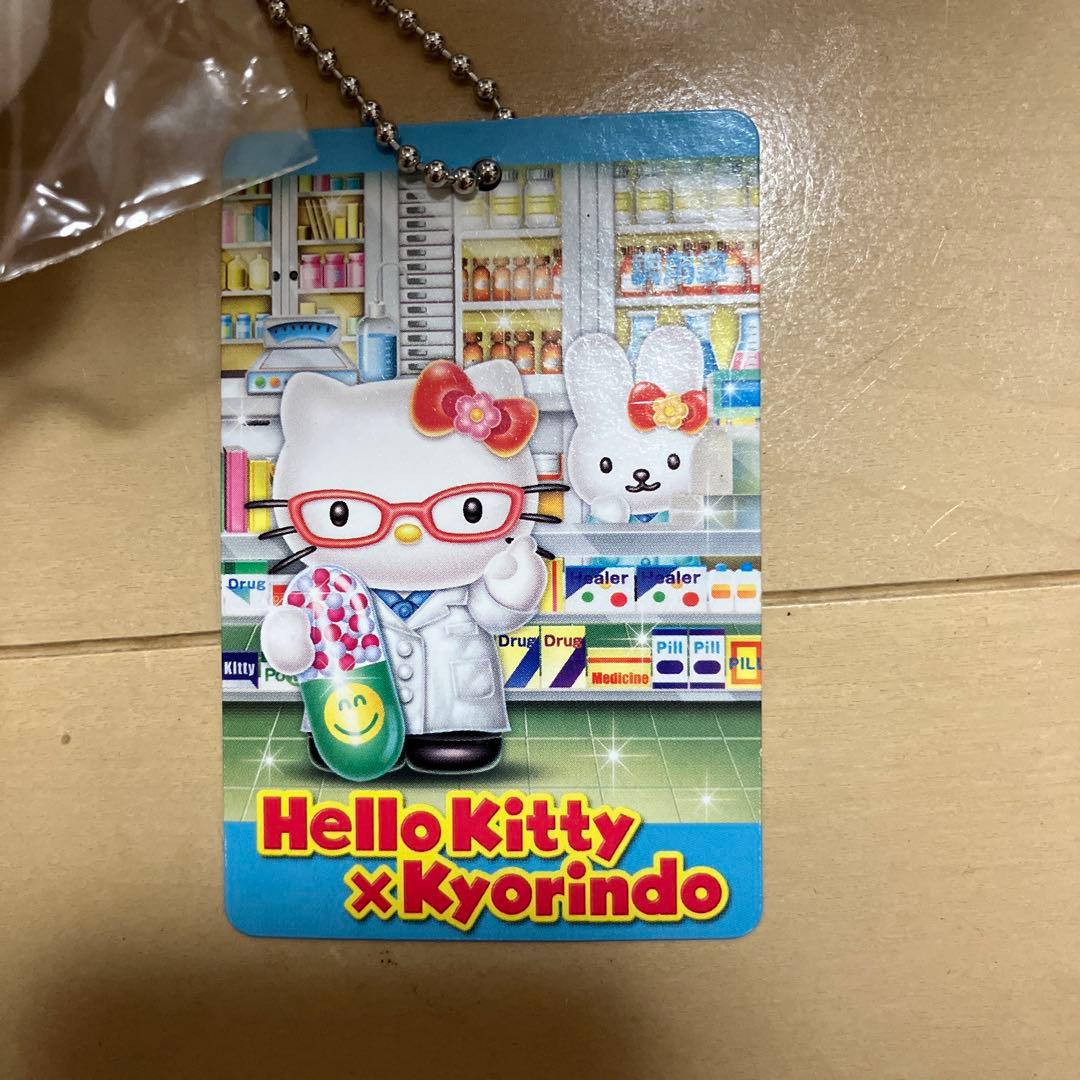 Drug
Healer Healer
Drug Drug
Medicine
Pill Pill
PILL
Kitty
Hello Kitty
×Kyorindo